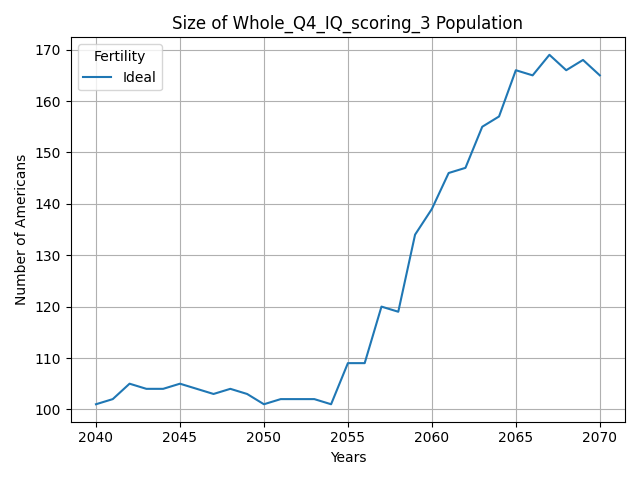 Size of Whole_Q4_IQ_scoring_3 Population
Fertility
Ideal
Number of Americans
170
160
150
140
130
120
110
100
2040 2045 2050 2055 2060 2065 2070
Years